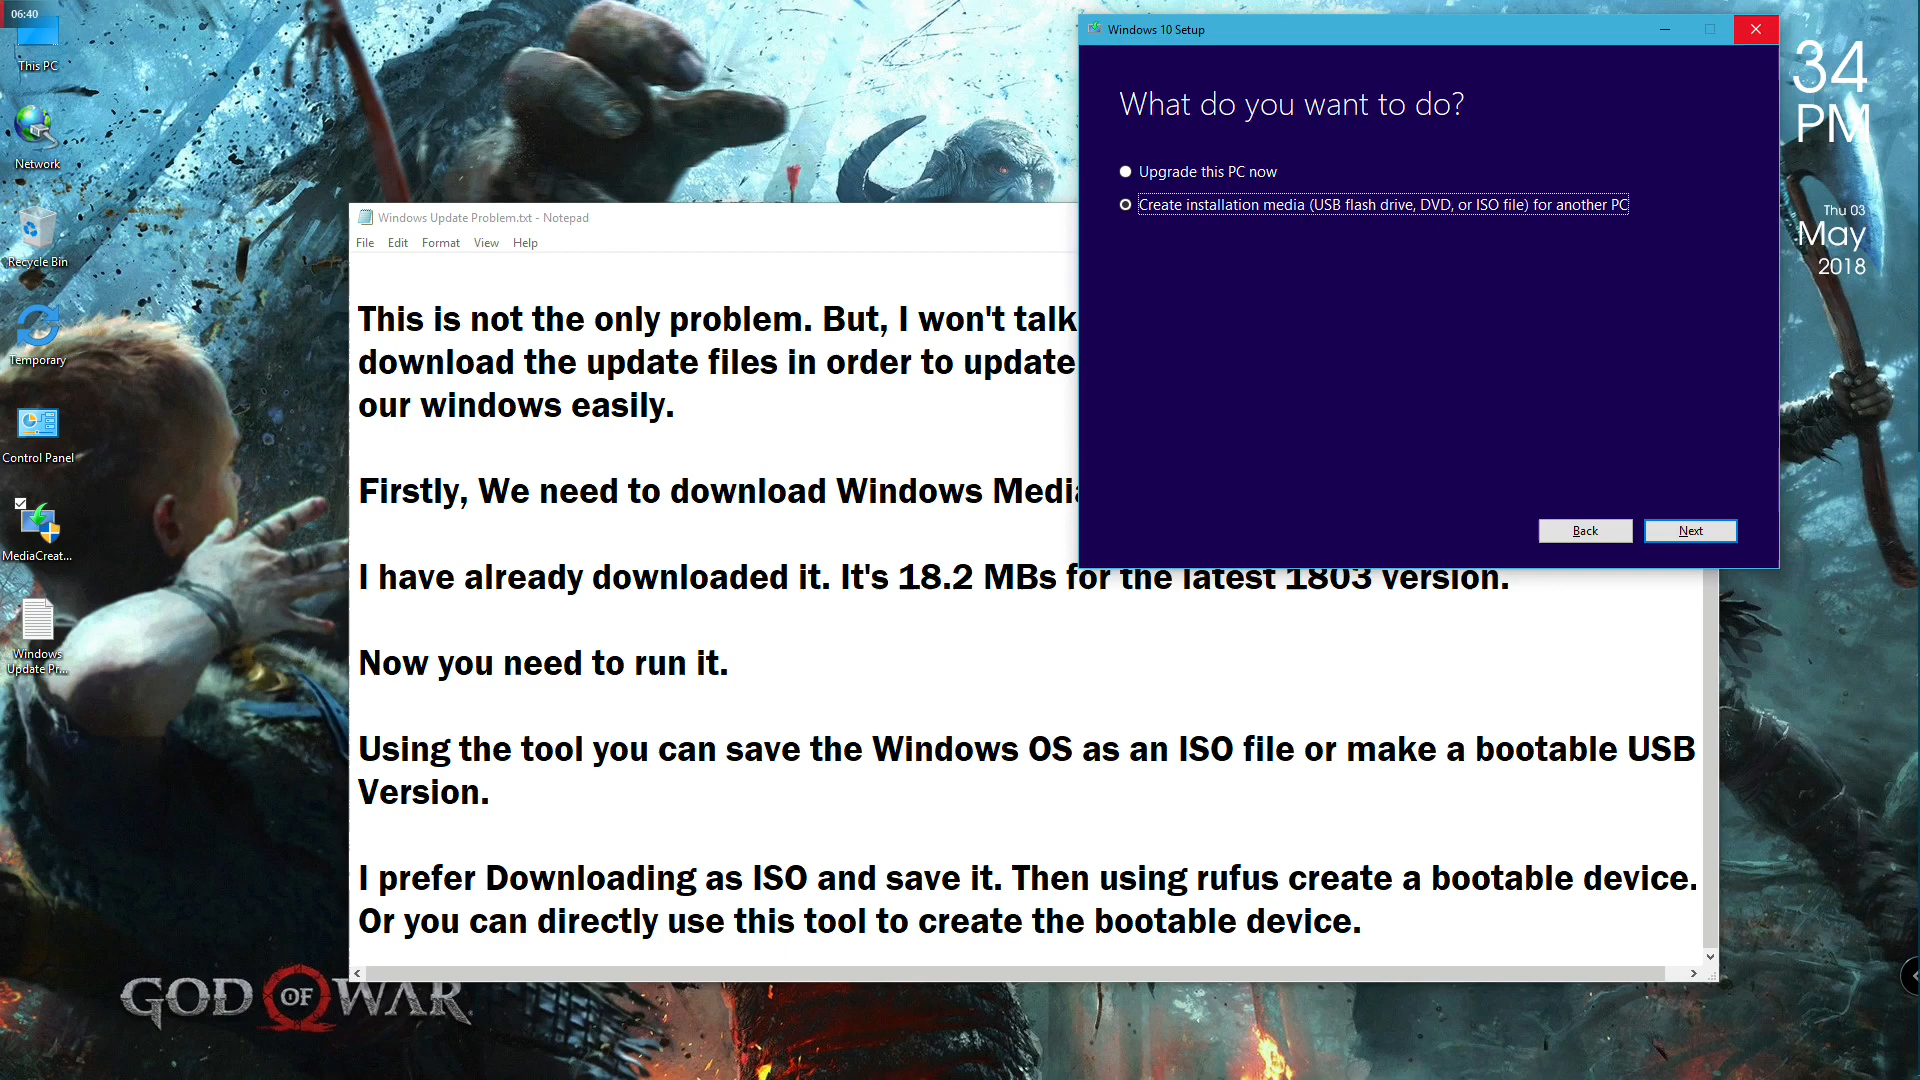 06:40
This PC
Network
Recycle Bin
Temporary
Control Panel
MediaCreat...
Windows
Update Pr...
Windows Update Problem.txt - Notepad
File Edit Format View Help
This is not the only problem. But, I won't talk
download the update files in order to update
our windows easily.
Firstly, We need to download Windows Media
I have already downloaded it. It's 18.2 MBs for the latest 1803 version.
Now you need to run it.
Using the tool you can save the Windows OS as an ISO file or make a bootable USB
Version.
I prefer Downloading as ISO and save it. Then using rufus create a bootable device.
Or you can directly use this tool to create the bootable device.
Windows 10 Setup
What do you want to do?
Upgrade this PC now
Create installation media (USB flash drive, DVD, or ISO file) for another PC
Back Next
34
PM
Thu 03
May
2018
GOD OF WAR